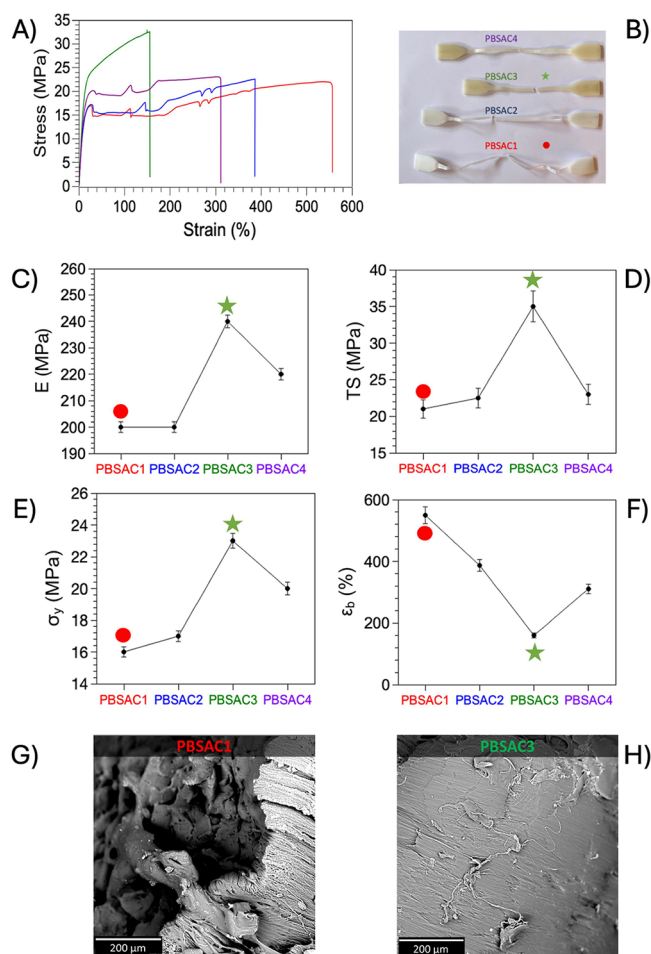 A)
35
30
25
20
15
10
5
0
Stress (MPa)
0 100 200 300 400 500 600
Strain (%)
B)
PBSAC4
PBSAC3
PBSAC2
PBSAC1
C)
260
250
240
230
220
210
200
190
E (MPa)
PBSAC1 PBSAC2 PBSAC3 PBSAC4
D)
40
35
30
25
20
15
TS (MPa)
PBSAC1 PBSAC2 PBSAC3 PBSAC4
E)
26
24
22
20
18
16
14
σy (MPa)
PBSAC1 PBSAC2 PBSAC3 PBSAC4
F)
600
400
200
0
εb (%)
PBSAC1 PBSAC2 PBSAC3 PBSAC4
G)
PBSAC1
200 µm
H)
PBSAC3
200 µm